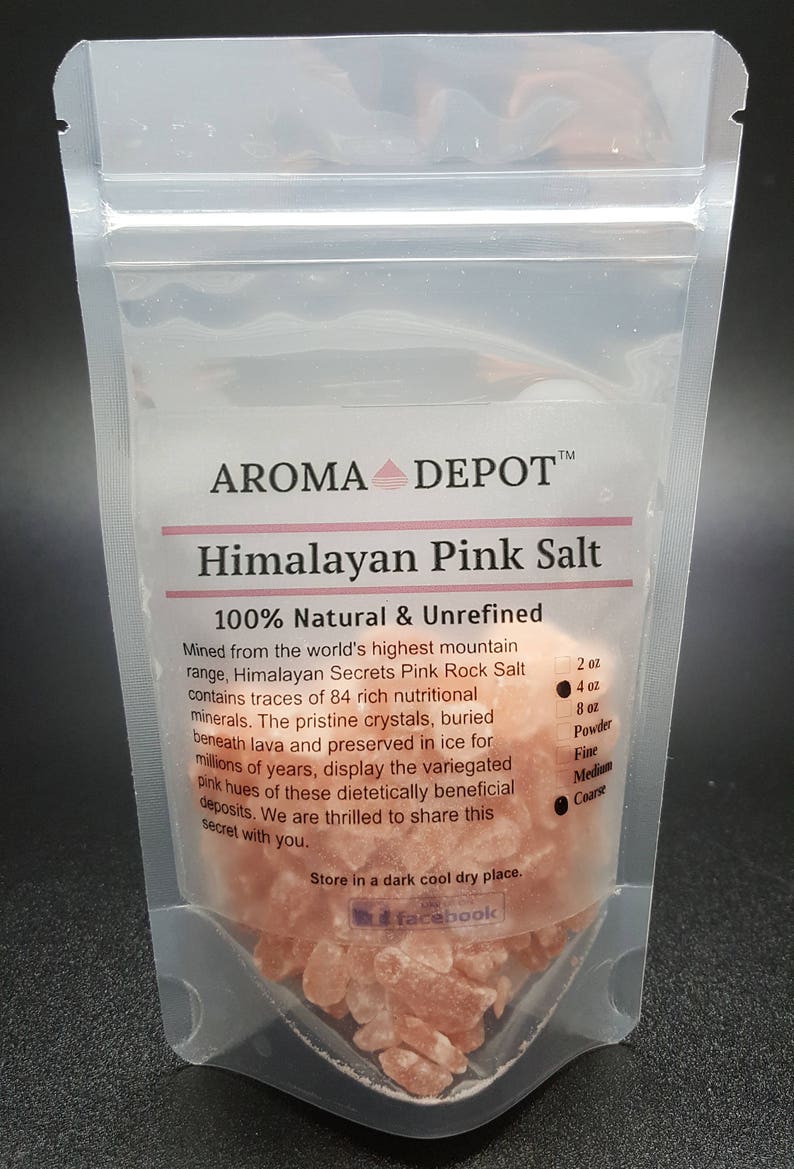 AROMA DEPOT™
Himalayan Pink Salt
100% Natural & Unrefined
Mined from the world's highest mountain
range, Himalayan Secrets Pink Rock Salt
contains traces of 84 rich nutritional
minerals. The pristine crystals, buried
beneath lava and preserved in ice for
millions of years, display the variegated
pink hues of these dietetically beneficial
deposits. We are thrilled to share this
secret with you.
2 oz
4 oz
8 oz
Powder
Fine
Medium
Coarse
Store in a dark cool dry place.
facebook